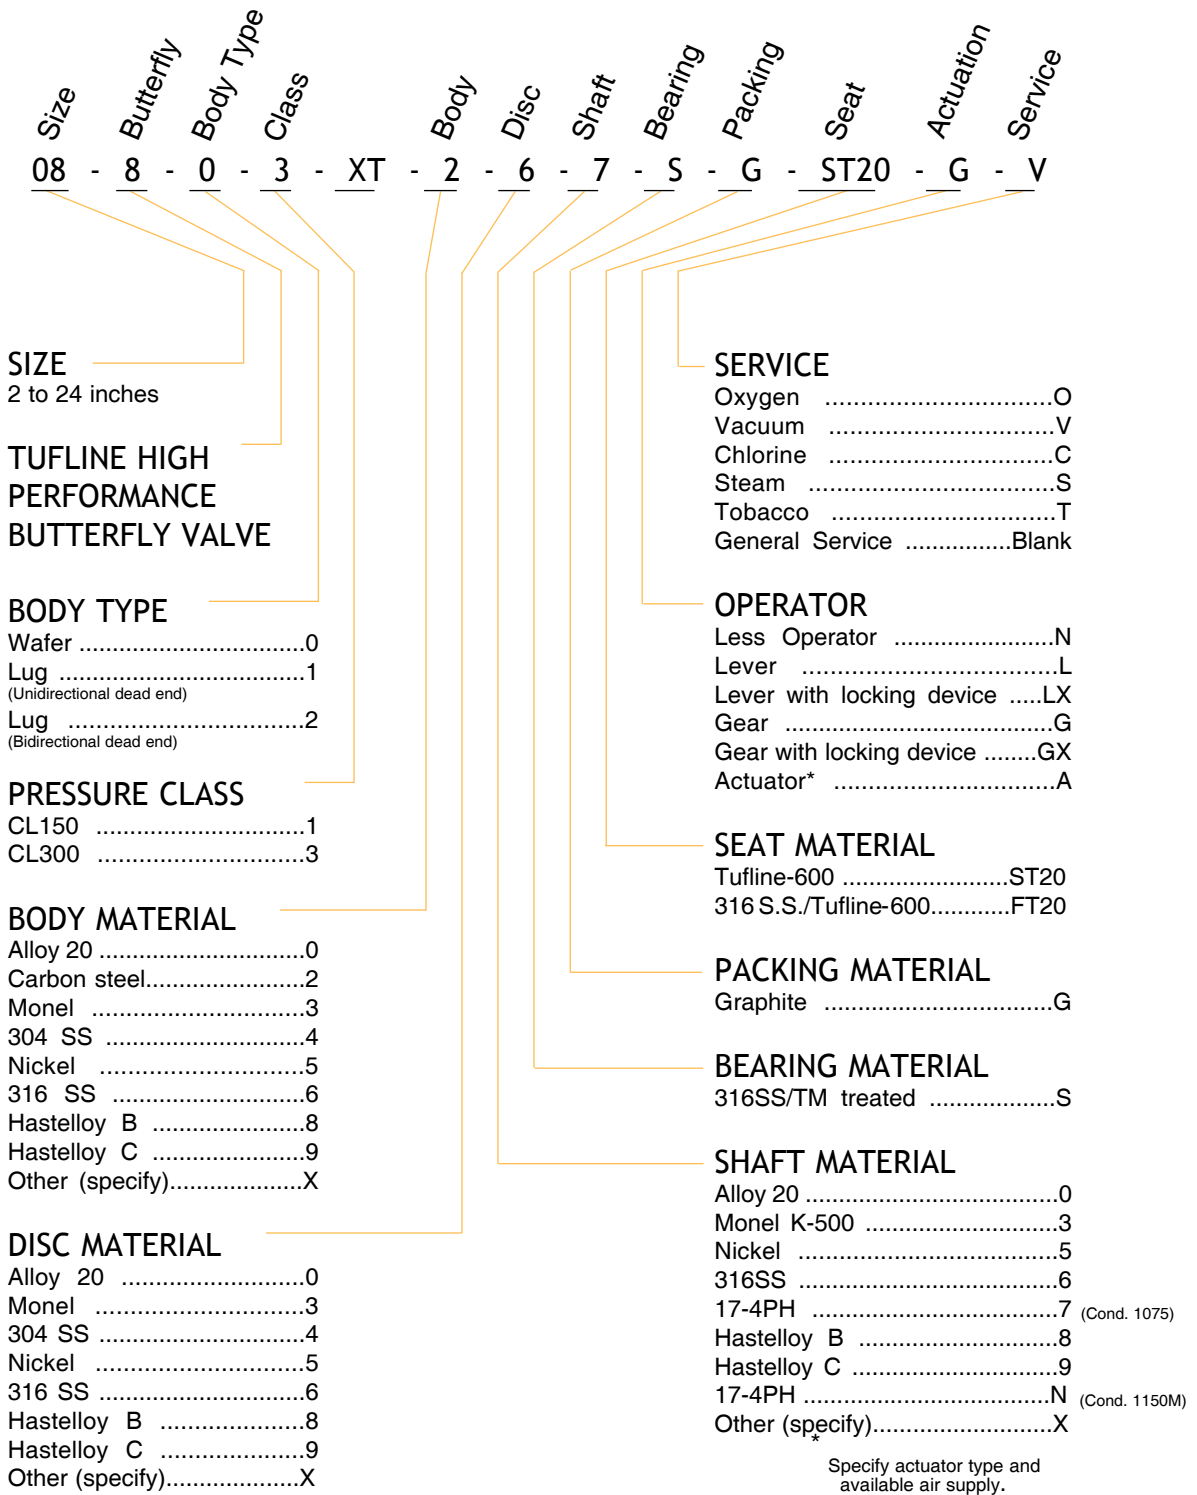 Size Butterfly Body Type Class Body Disc Shaft Bearing Packing Seat Actuation Service
08 - 8 - 0 - 3 - XT - 2 - 6 - 7 - S - G - ST20 - G - V
SIZE
2 to 24 inches
TUFLINE HIGH
PERFORMANCE
BUTTERFLY VALVE
BODY TYPE
Wafer ..................................0
Lug .....................................1
(Unidirectional dead end)
Lug ...................................2
(Bidirectional dead end)
PRESSURE CLASS
CL150 ...............................1
CL300 ...............................3
BODY MATERIAL
Alloy 20 ...............................0
Carbon steel........................2
Monel ................................3
304 SS ..............................4
Nickel ...............................5
316 SS .............................6
Hastelloy B .......................8
Hastelloy C .......................9
Other (specify)....................X
DISC MATERIAL
Alloy 20 ............................0
Monel ................................3
304 SS ...............................4
Nickel ................................5
316 SS ...............................6
Hastelloy B ......................8
Hastelloy C ......................9
Other (specify)....................X
SERVICE
Oxygen ................................O
Vacuum ................................V
Chlorine ................................C
Steam ...................................S
Tobacco ................................T
General Service ...............Blank
OPERATOR
Less Operator .......................N
Lever ....................................L
Lever with locking device .....LX
Gear ......................................G
Gear with locking device ........GX
Actuator* ................................A
SEAT MATERIAL
Tufline-600 .........................ST20
316 S.S./Tufline-600............FT20
PACKING MATERIAL
Graphite .................................G
BEARING MATERIAL
316SS/TM treated ..................S
SHAFT MATERIAL
Alloy 20 ......................................0
Monel K-500 .............................3
Nickel .......................................5
316SS .......................................6
17-4PH .....................................7 (Cond. 1075)
Hastelloy B ..............................8
Hastelloy C ...............................9
17-4PH .....................................N (Cond. 1150M)
Other (specify)...........................X
*
Specify actuator type and
available air supply.